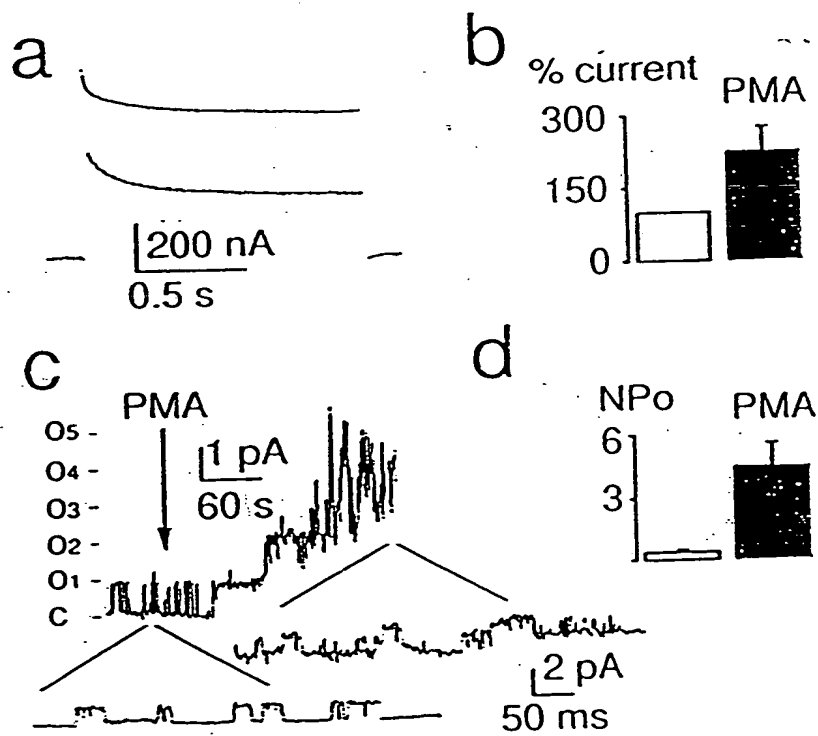 a
200 nA
0.5 s
b
% current
PMA
300
150
0
c
PMA
O5 -
O4 -
O3 -
O2 -
O1 -
C -
1 pA
60 s
2 pA
50 ms
d
NPo
PMA
6
3